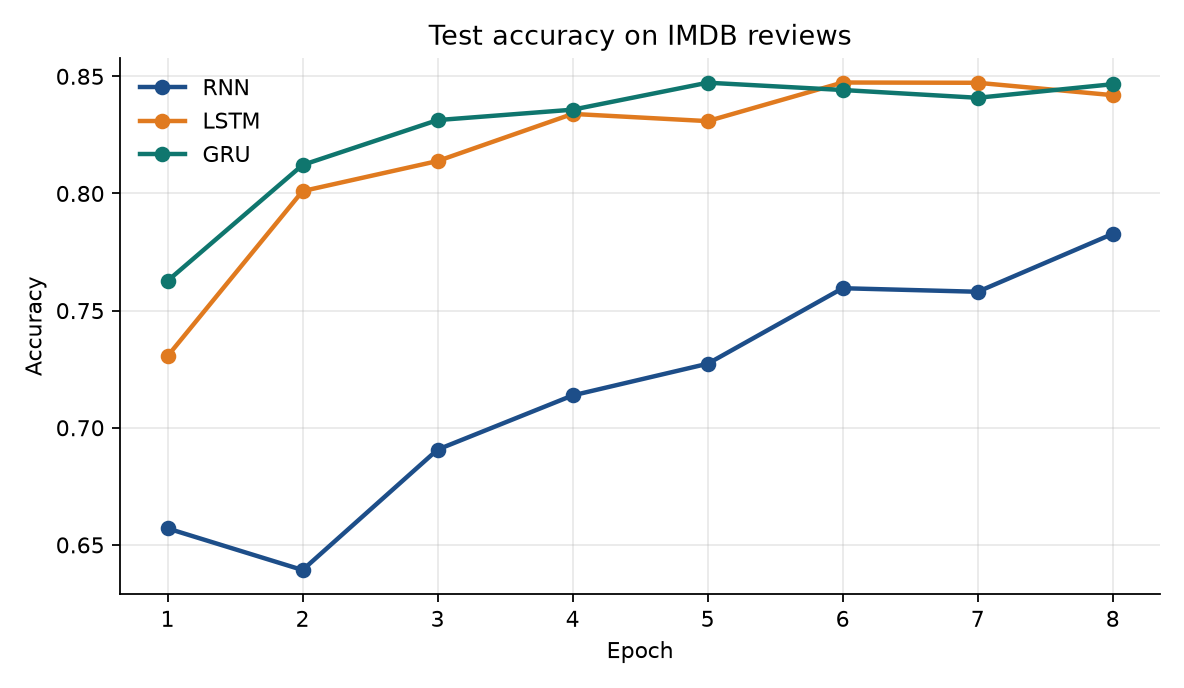 Test accuracy on IMDB reviews
0.85
0.80
0.75
0.70
0.65
Accuracy
RNN
LSTM
GRU
1 2 3 4 5 6 7 8
Epoch